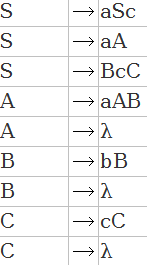 S → aSc
S → aA
S → BcC
A → aAB
A → λ
B → bB
B → λ
C → cC
C → λ